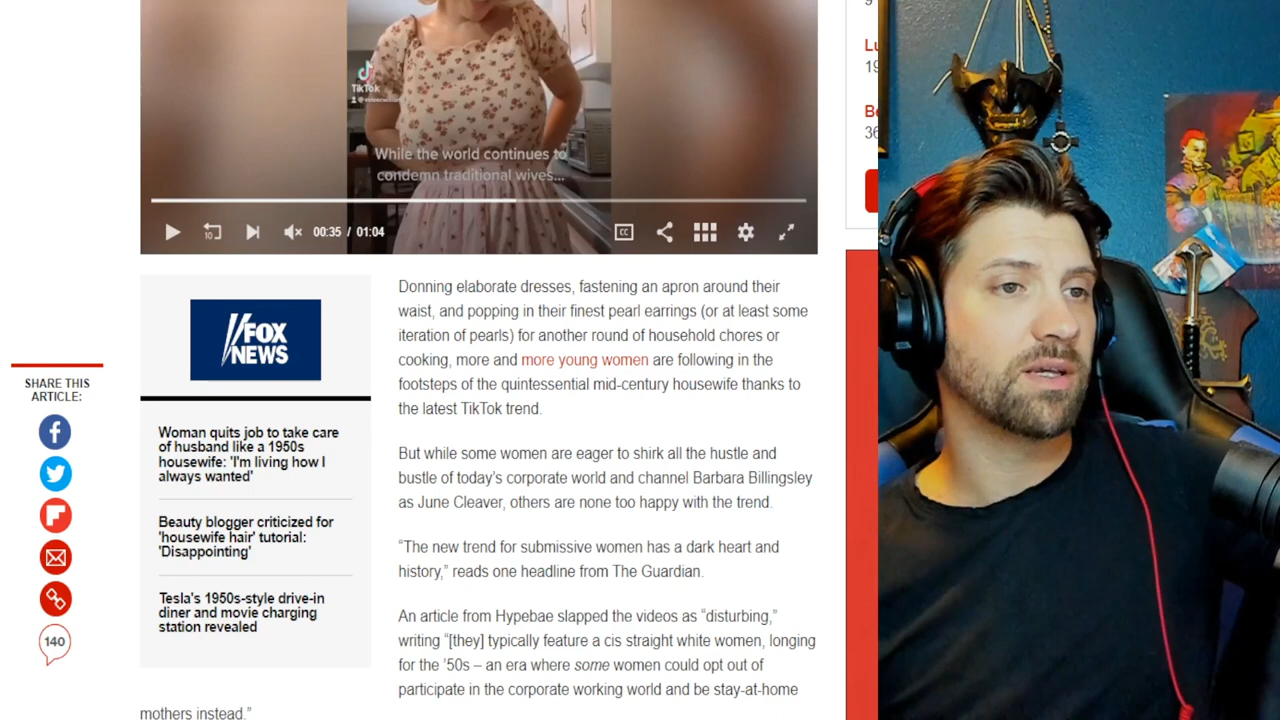 TikTok
While the world continues to
condemn traditional wives...
10
00:35 / 01:04
CC
SHARE THIS
ARTICLE:
140
FOX
NEWS
Woman quits job to take care
of husband like a 1950s
housewife: 'I'm living how I
always wanted'
Beauty blogger criticized for
'housewife hair' tutorial:
'Disappointing'
Tesla's 1950s-style drive-in
diner and movie charging
station revealed
Donning elaborate dresses, fastening an apron around their
waist, and popping in their finest pearl earrings (or at least some
iteration of pearls) for another round of household chores or
cooking, more and more young women are following in the
footsteps of the quintessential mid-century housewife thanks to
the latest TikTok trend.
But while some women are eager to shirk all the hustle and
bustle of today's corporate world and channel Barbara Billingsley
as June Cleaver, others are none too happy with the trend.
“The new trend for submissive women has a dark heart and
history,” reads one headline from The Guardian.
An article from Hypebae slapped the videos as “disturbing,”
writing “[they] typically feature a cis straight white women, longing
for the '50s – an era where some women could opt out of
participate in the corporate working world and be stay-at-home
mothers instead.”
Lu
19
Be
36